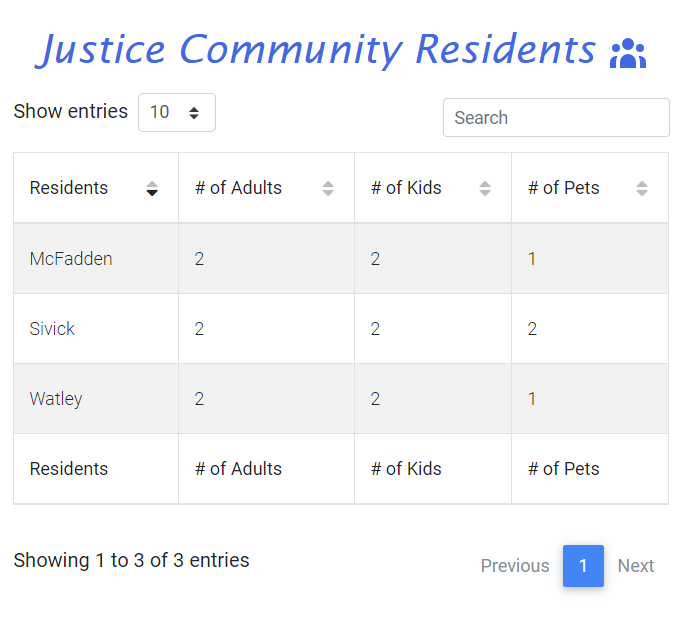 Justice Community Residents
Show entries 10 Search
Residents # of Adults # of Kids # of Pets
McFadden 2 2 1
Sivick 2 2 2
Watley 2 2 1
Residents # of Adults # of Kids # of Pets
Showing 1 to 3 of 3 entries Previous 1 Next